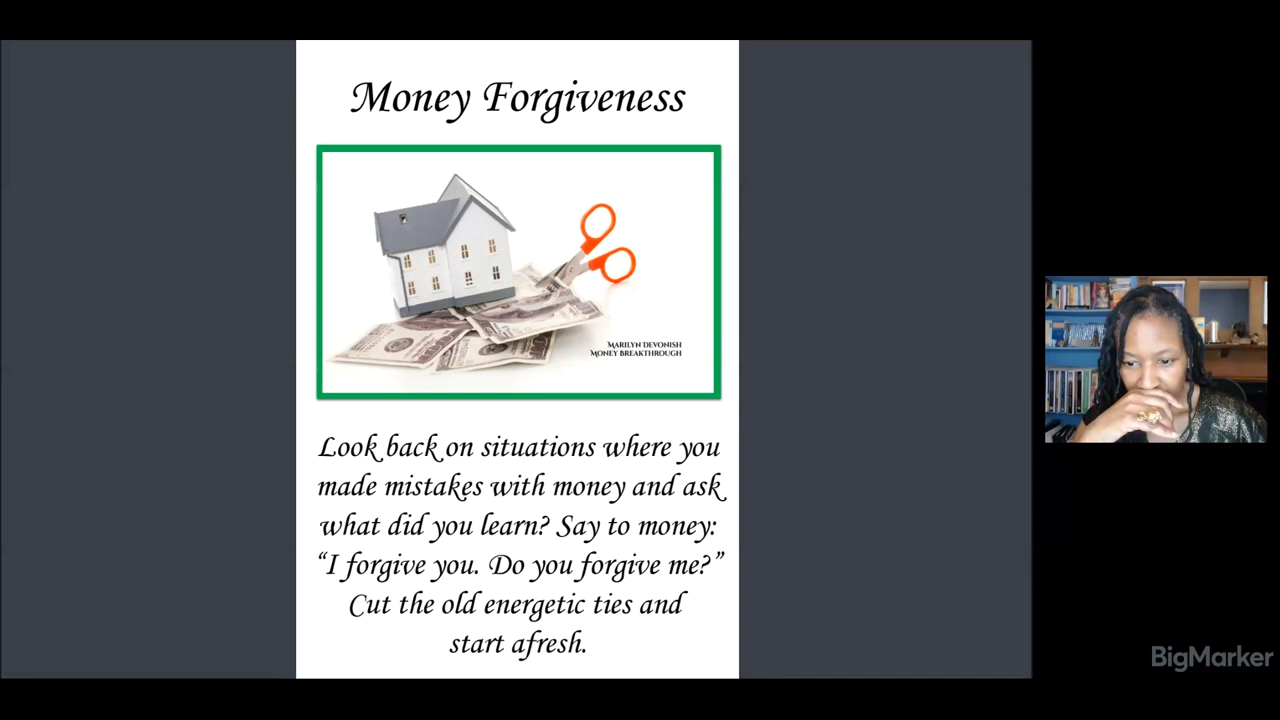 Money Forgiveness
MARILYN DEVONISH
MONEY BREAKTHROUGH
Look back on situations where you
made mistakes with money and ask
what did you learn? Say to money:
“I forgive you. Do you forgive me?”
Cut the old energetic ties and
start afresh.
BigMarker